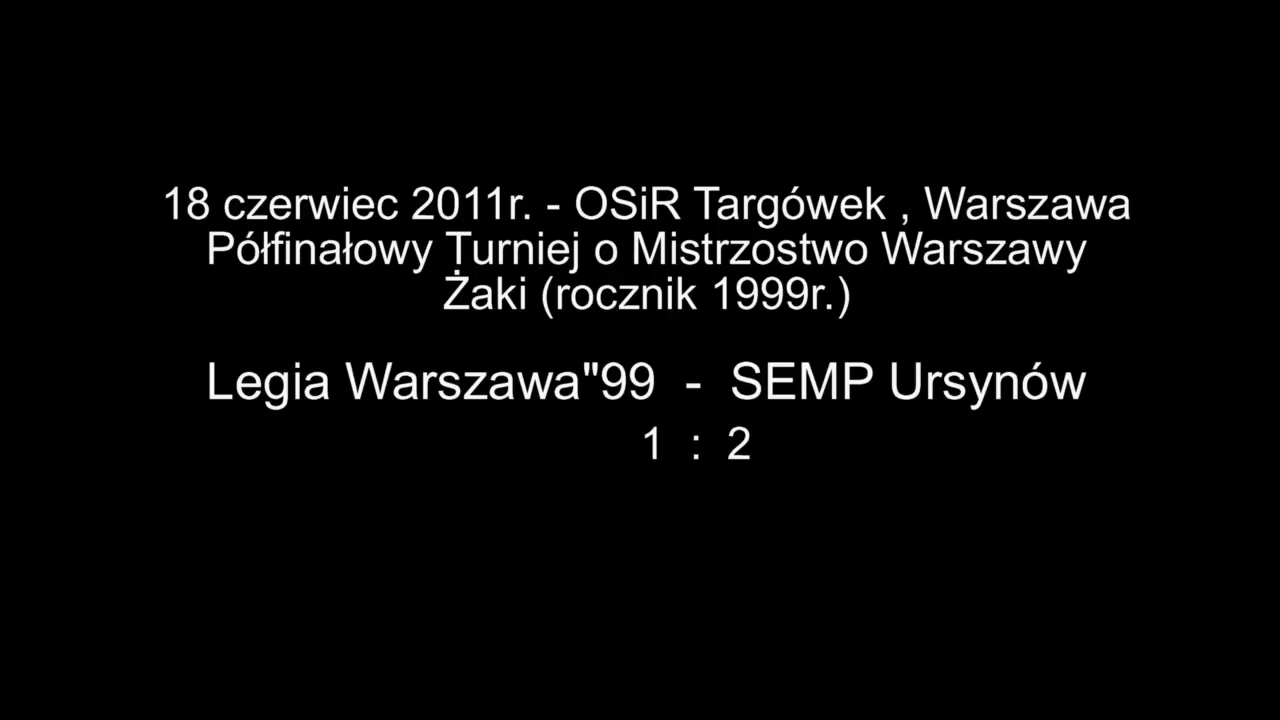 18 czerwiec 2011r. - OSiR Targówek , Warszawa
Półfinałowy Turniej o Mistrzostwo Warszawy
Żaki (rocznik 1999r.)
Legia Warszawa"99 - SEMP Ursynów
1 : 2